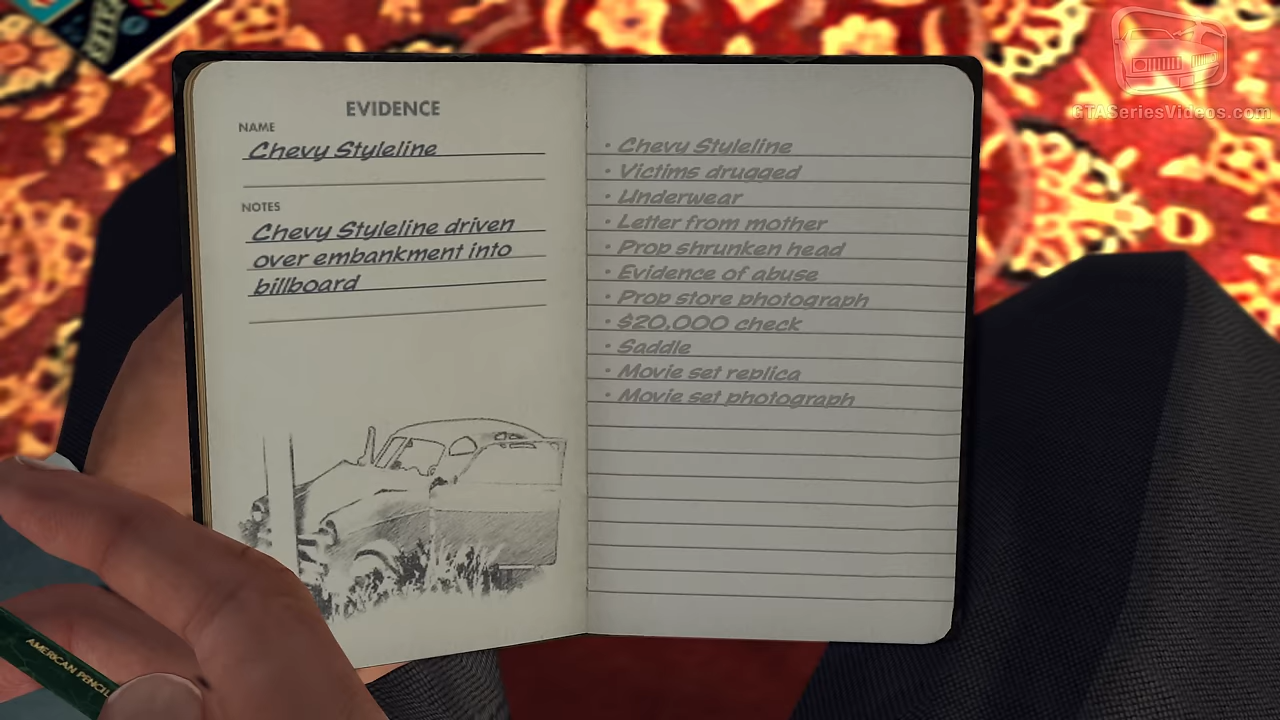 GTASeriesVideos.com
EVIDENCE
NAME
Chevy Styleline
NOTES
Chevy Styleline driven
over embankment into
billboard
• Chevy Styleline
• Victims drugged
• Underwear
• Letter from mother
• Prop shrunken head
• Evidence of abuse
• Prop store photograph
• $20,000 check
• Saddle
• Movie set replica
• Movie set photograph
AMERICAN PENCIL